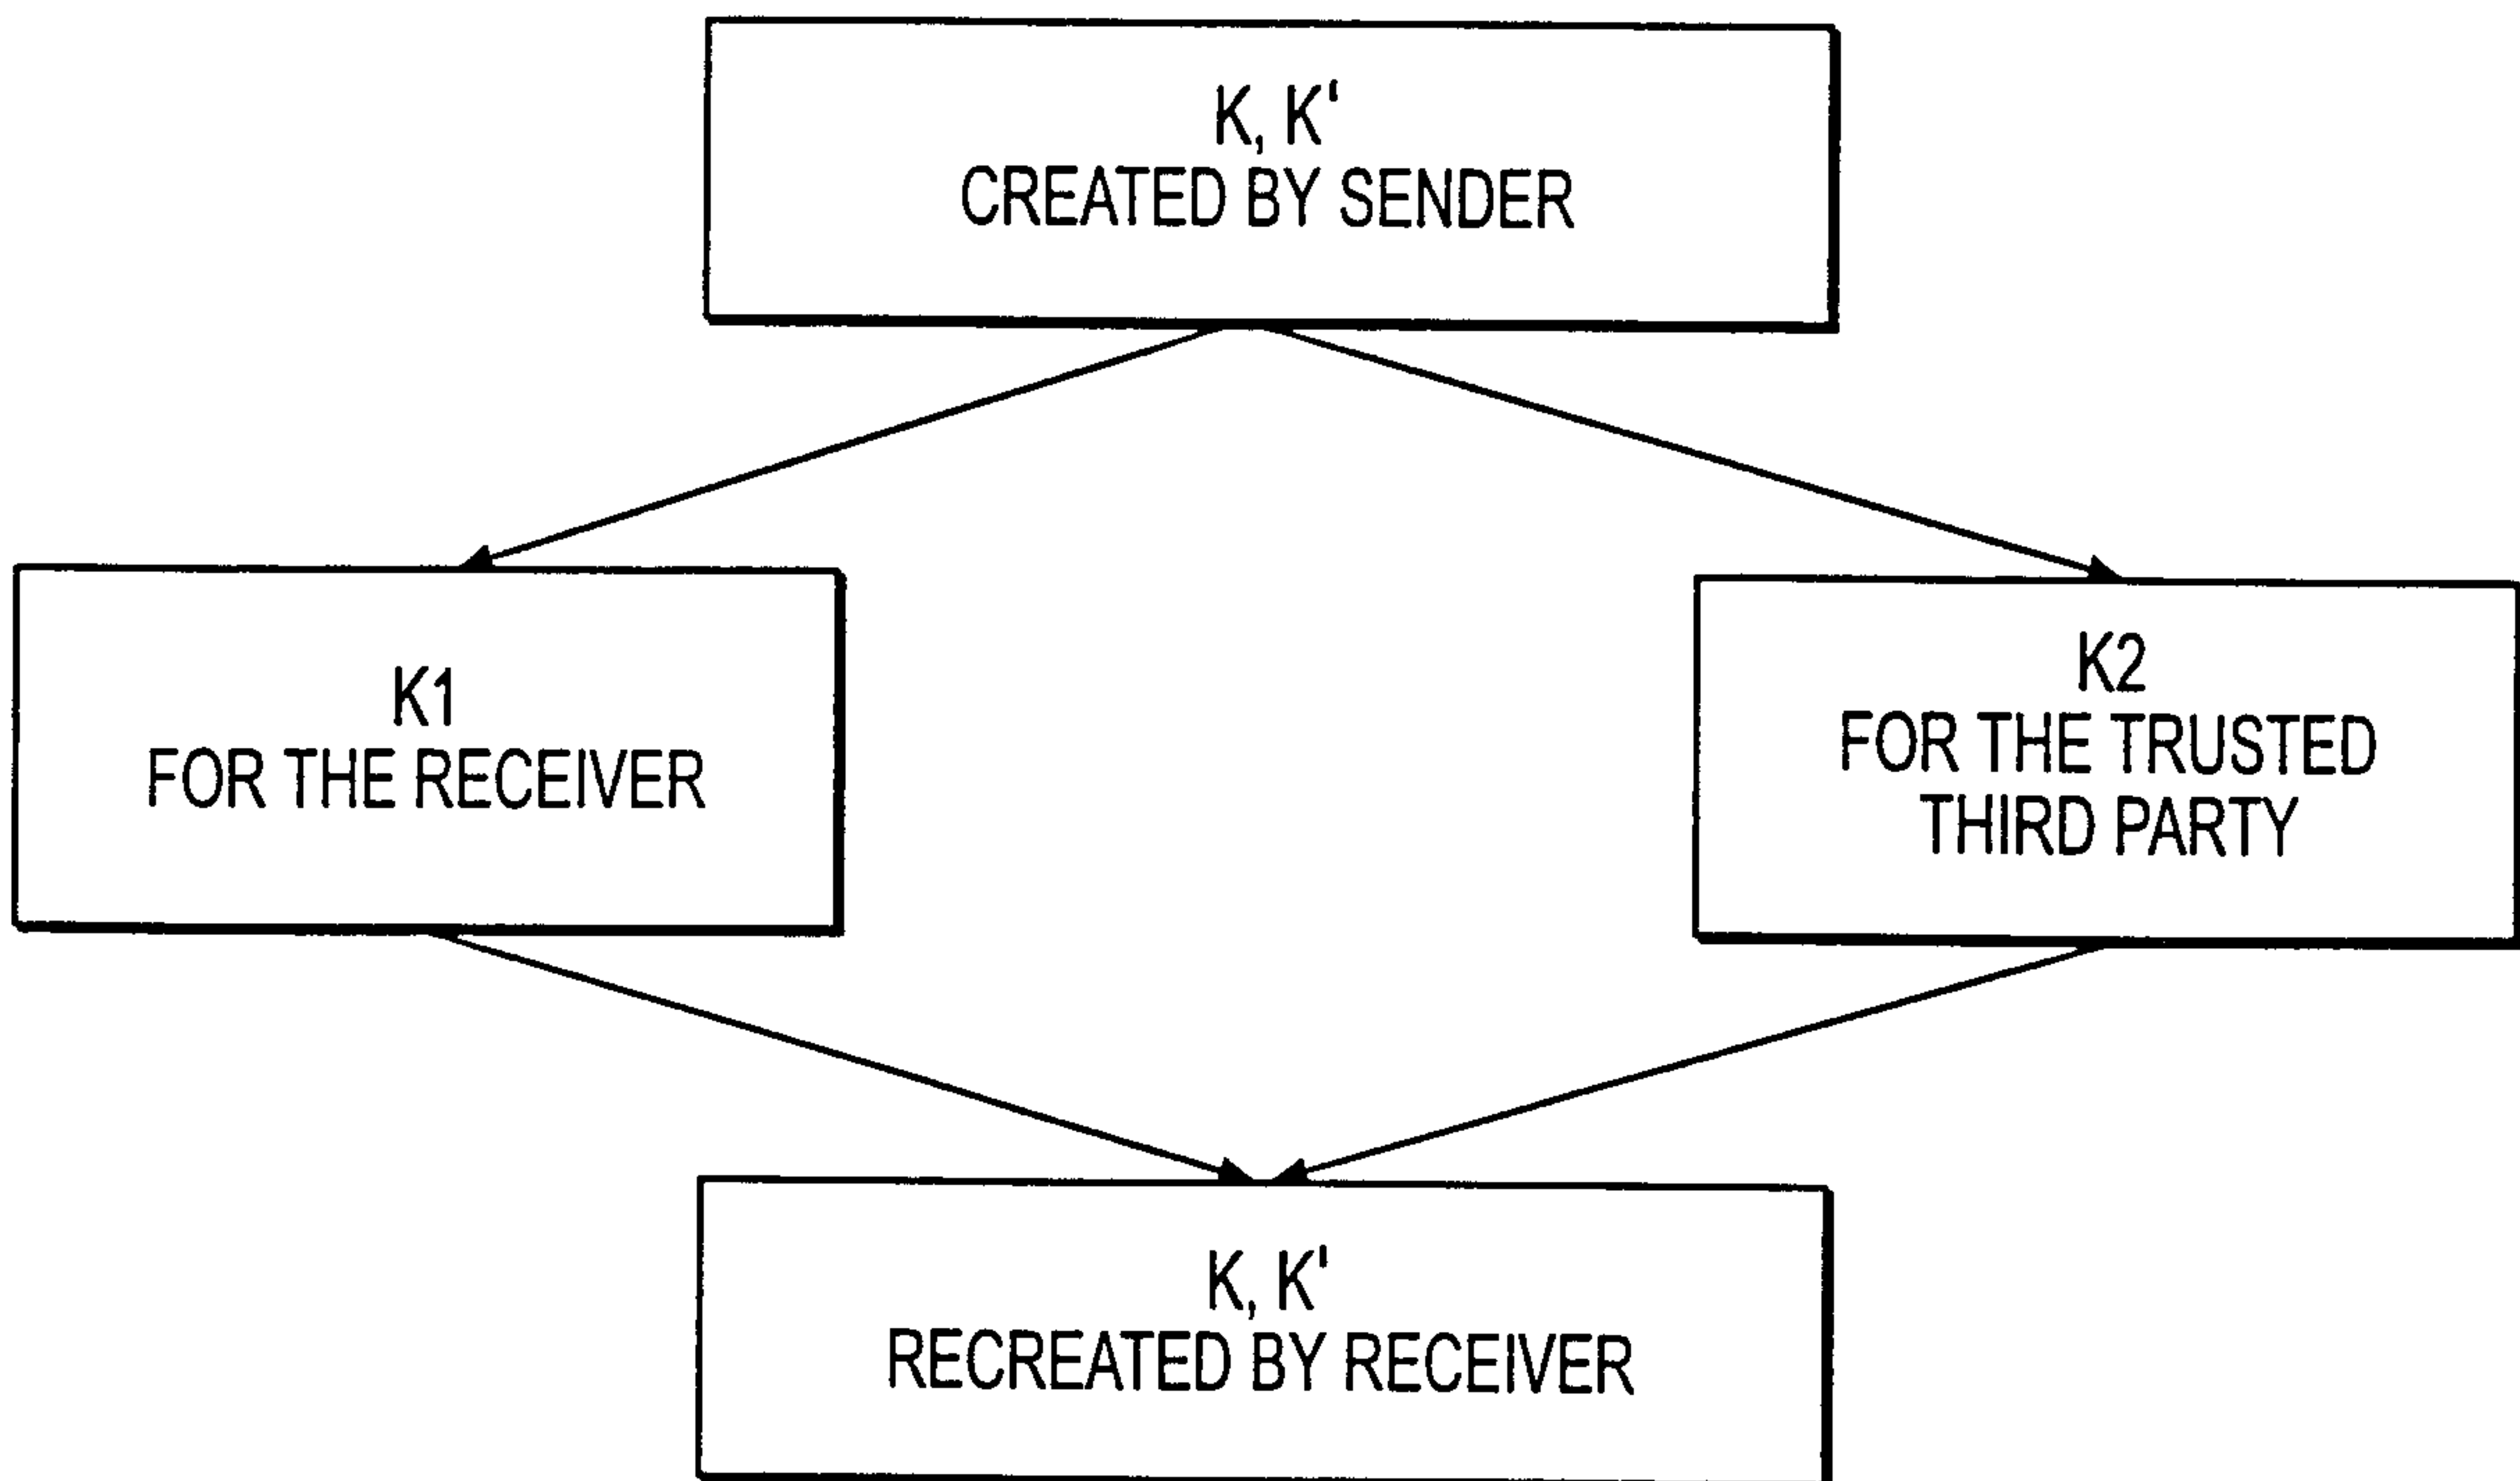 K, K'
CREATED BY SENDER
K1
FOR THE RECEIVER
K2
FOR THE TRUSTED
THIRD PARTY
K, K'
RECREATED BY RECEIVER